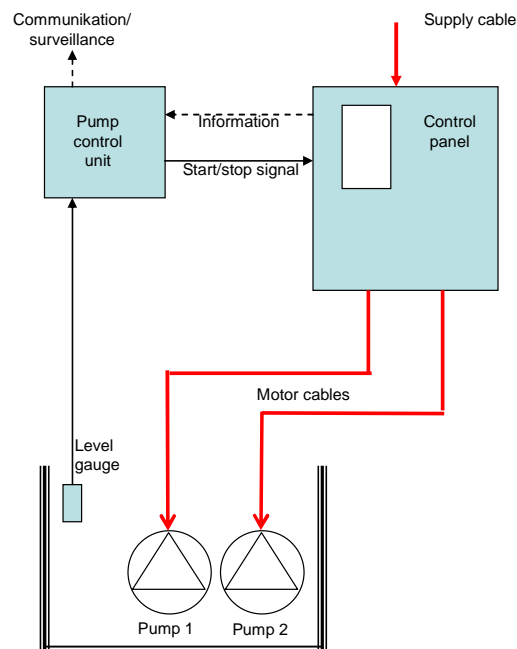 Communikation/
surveillance
Supply cable
Pump
control
unit
Information
Start/stop signal
Control
panel
Motor cables
Level
gauge
Pump 1
Pump 2